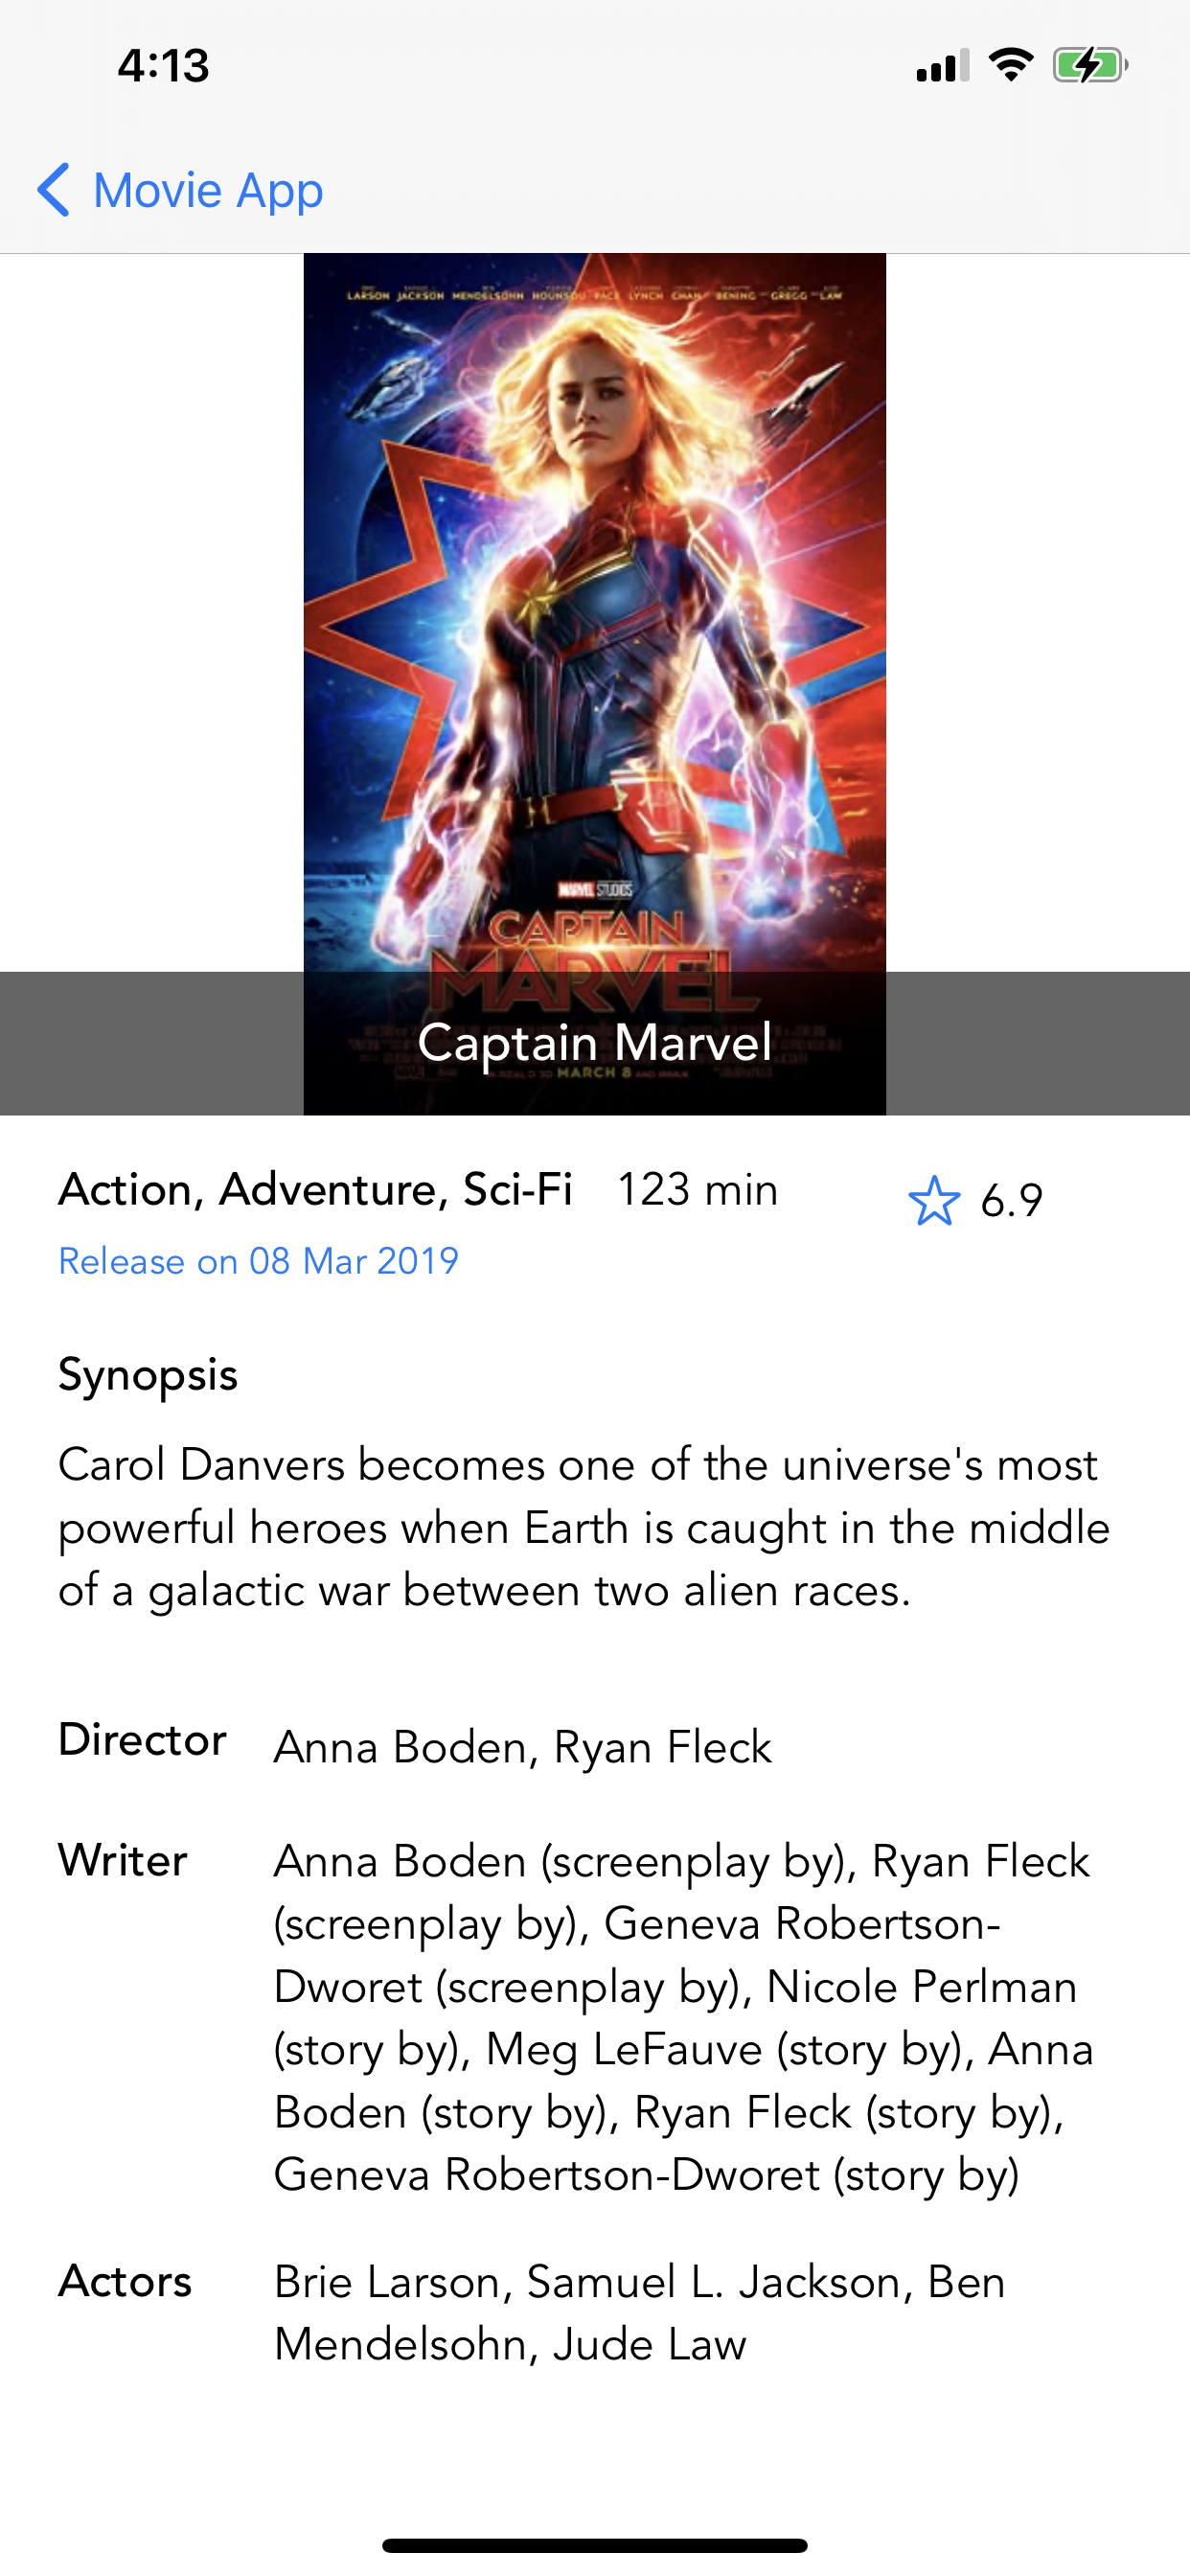 4:13
Movie App
LARSON JACKSON MENDELSOHN HOUNSOU PACE LYNCH CHAN BENING GREGG LAW
MARVEL STUDIOS
CAPTAIN
MARVEL
Captain Marvel
MARCH 8
Action, Adventure, Sci-Fi 123 min 6.9
Release on 08 Mar 2019
Synopsis
Carol Danvers becomes one of the universe's most
powerful heroes when Earth is caught in the middle
of a galactic war between two alien races.
Director Anna Boden, Ryan Fleck
Writer Anna Boden (screenplay by), Ryan Fleck
(screenplay by), Geneva Robertson-
Dworet (screenplay by), Nicole Perlman
(story by), Meg LeFauve (story by), Anna
Boden (story by), Ryan Fleck (story by),
Geneva Robertson-Dworet (story by)
Actors Brie Larson, Samuel L. Jackson, Ben
Mendelsohn, Jude Law